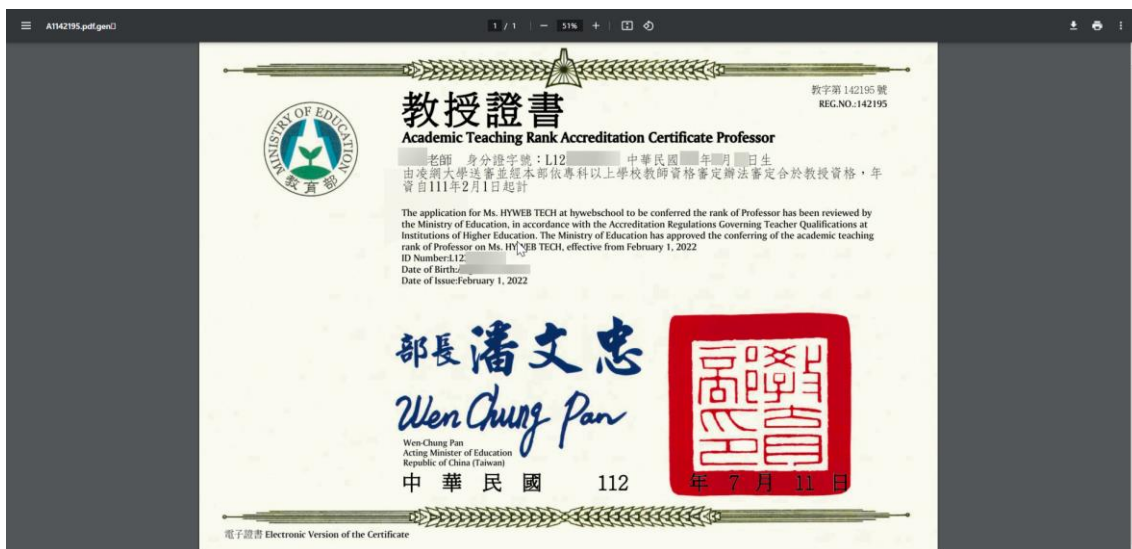 A1142195.pdf.gen
1 / 1
51%
教授證書
教字第 142195 號
REG.NO.:142195
Academic Teaching Rank Accreditation Certificate Professor
MINISTRY OF EDUCATION
教育部
老師 身分證字號：L12 中華民國 年 月 日生
由凌網大學送審並經本部依專科以上學校教師資格審定辦法審定合於教授資格，年
資自111年2月1日起計
The application for Ms. HYWEB TECH at hywebschool to be conferred the rank of Professor has been reviewed by
the Ministry of Education, in accordance with the Accreditation Regulations Governing Teacher Qualifications at
Institutions of Higher Education. The Ministry of Education has approved the conferring of the academic teaching
rank of Professor on Ms. HYWEB TECH, effective from February 1, 2022
ID Number:L12
Date of Birth:
Date of Issue:February 1, 2022
部長 潘文忠
Wen Chung Pan
Wen-Chung Pan
Acting Minister of Education
Republic of China (Taiwan)
教育部印
中 華 民 國 112 年 7 月 11 日
電子證書 Electronic Version of the Certificate